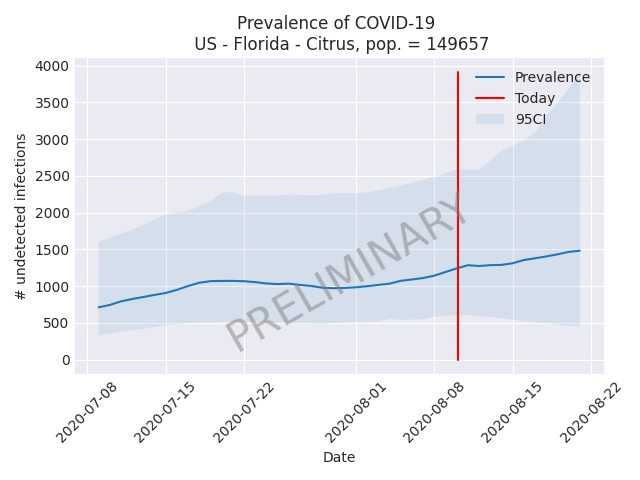 Prevalence of COVID-19
US - Florida - Citrus, pop. = 149657
4000
3500
3000
2500
2000
1500
1000
500
0
# undetected infections
Prevalence
Today
95CI
PRELIMINARY
2020-07-08
2020-07-15
2020-07-22
2020-08-01
2020-08-08
2020-08-15
2020-08-22
Date